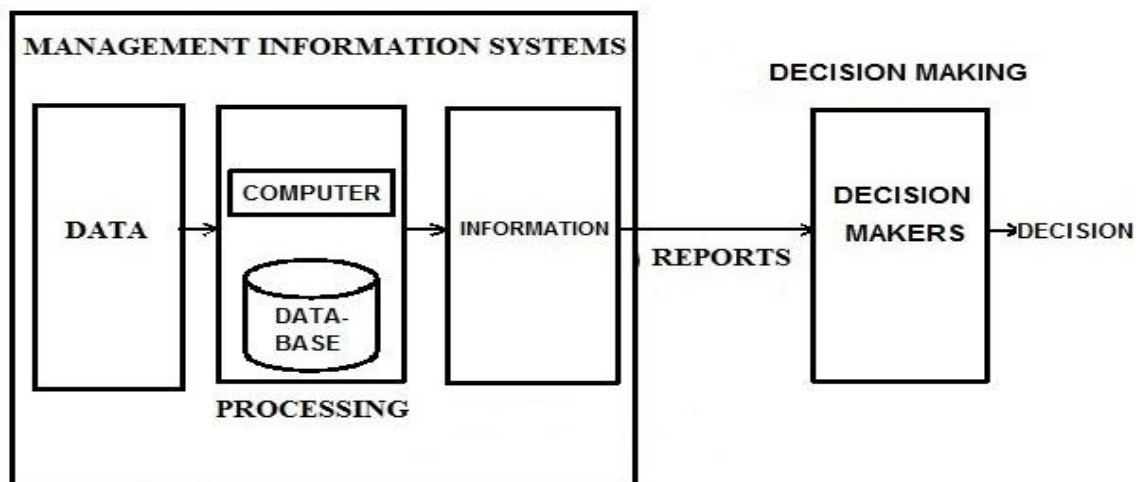 MANAGEMENT INFORMATION SYSTEMS
DECISION MAKING
DATA
COMPUTER
DATA-
BASE
PROCESSING
INFORMATION
REPORTS
DECISION
MAKERS
DECISION